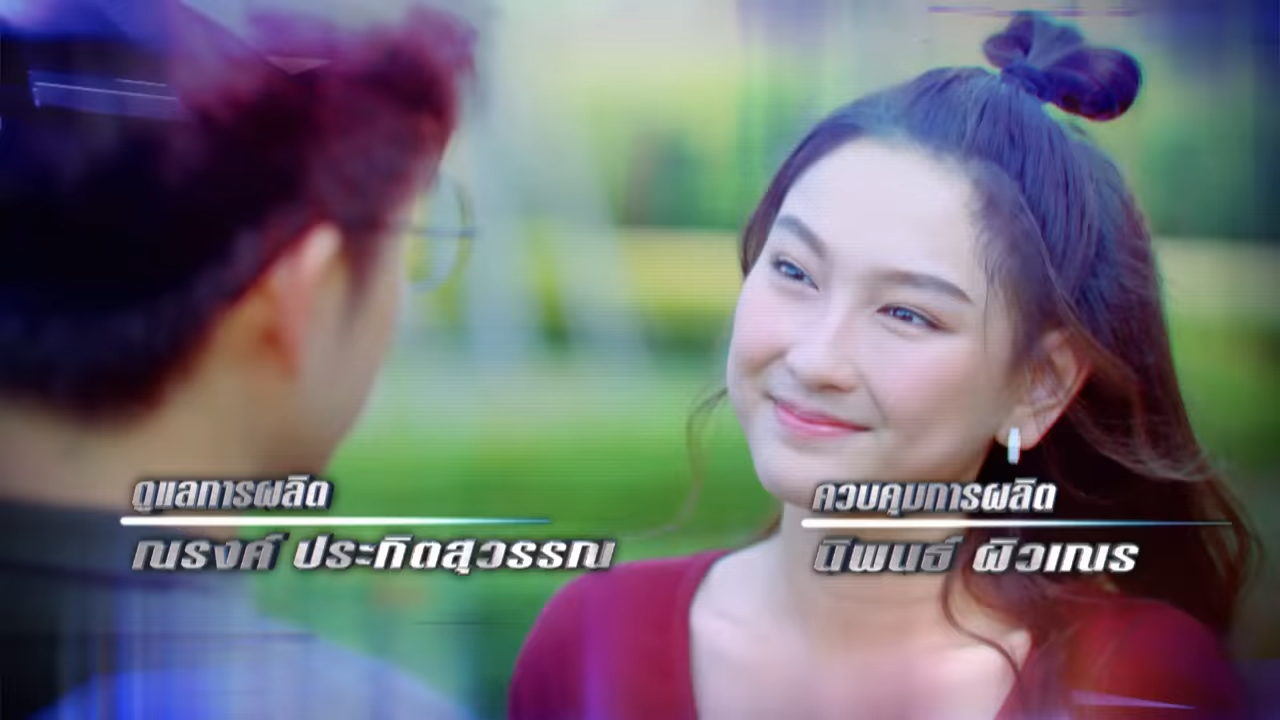 ดูแลการผลิต
ณรงค์ ประกิตสุวรรณ
ควบคุมการผลิต
นิพนธ์ ผิวเณร